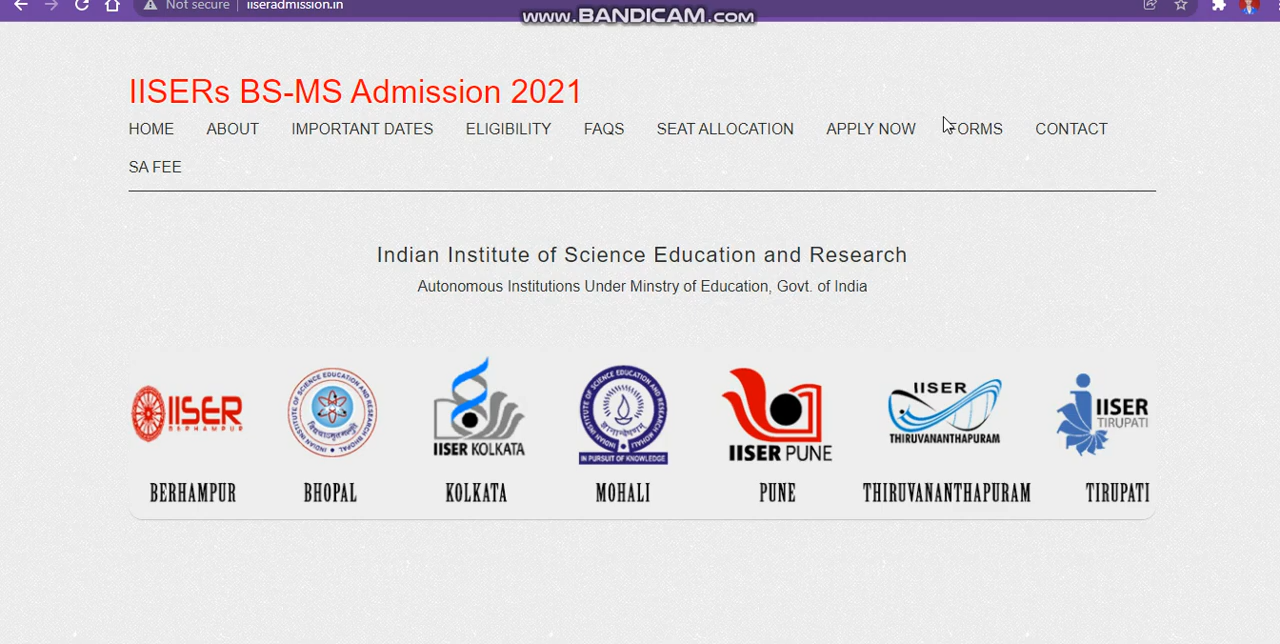 Not secure | iiseradmission.in
www.BANDICAM.com
IISERs BS-MS Admission 2021
HOME ABOUT IMPORTANT DATES ELIGIBILITY FAQS SEAT ALLOCATION APPLY NOW FORMS CONTACT
SA FEE
Indian Institute of Science Education and Research
Autonomous Institutions Under Minstry of Education, Govt. of India
IISER
BERHAMPUR
IISER KOLKATA
IN PURSUIT OF KNOWLEDGE
IISER PUNE
IISER
THIRUVANANTHAPURAM
IISER
TIRUPATI
BERHAMPUR BHOPAL KOLKATA MOHALI PUNE THIRUVANANTHAPURAM TIRUPATI